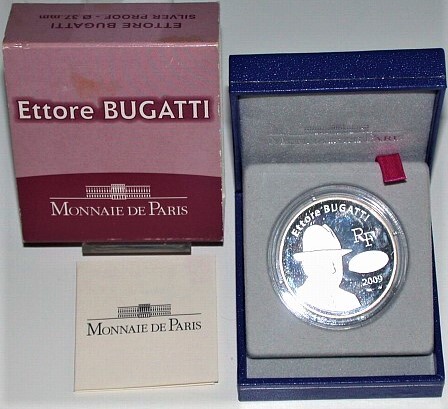 ETTORE BUGATTI
SILVER PROOF - Ø 37 mm
Ettore BUGATTI
MONNAIE DE PARIS
MONNAIE DE PARIS
Ettore BUGATTI
RF
2009